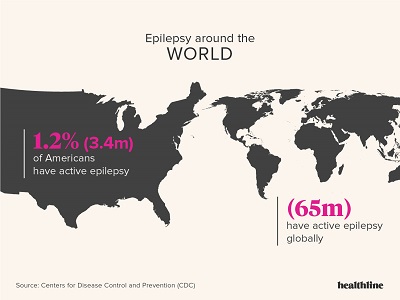 Epilepsy around the
WORLD
1.2% (3.4m)
of Americans
have active epilepsy
(65m)
have active epilepsy
globally
Source: Centers for Disease Control and Prevention (CDC)
healthline